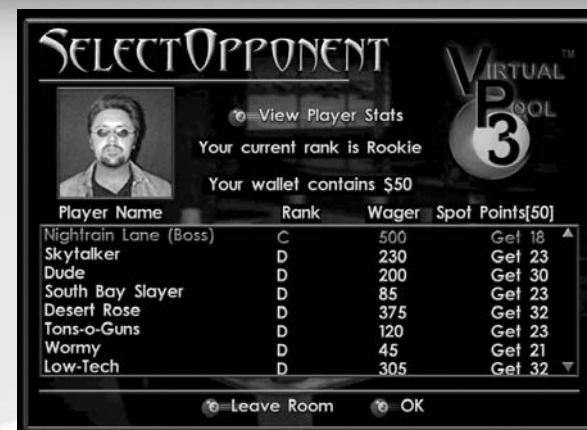 SELECTOPPONENT
VIRTUAL POOL 3 ™
View Player Stats
Your current rank is Rookie
Your wallet contains $50
Player Name Rank Wager Spot Points[50]
Nightrain Lane (Boss) C 500 Get 18
Skytalker D 230 Get 23
Dude D 200 Get 30
South Bay Slayer D 85 Get 23
Desert Rose D 375 Get 32
Tons-o-Guns D 120 Get 23
Wormy D 45 Get 21
Low-Tech D 305 Get 32
Leave Room OK